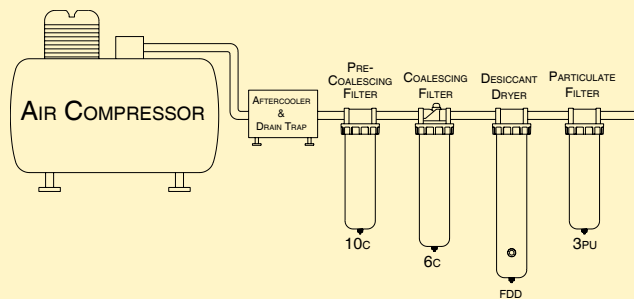 AIR COMPRESSOR
AFTERCOOLER
&
DRAIN TRAP
PRE-
COALESCING
FILTER
10C
COALESCING
FILTER
6C
DESICCANT
DRYER
FDD
PARTICULATE
FILTER
3PU